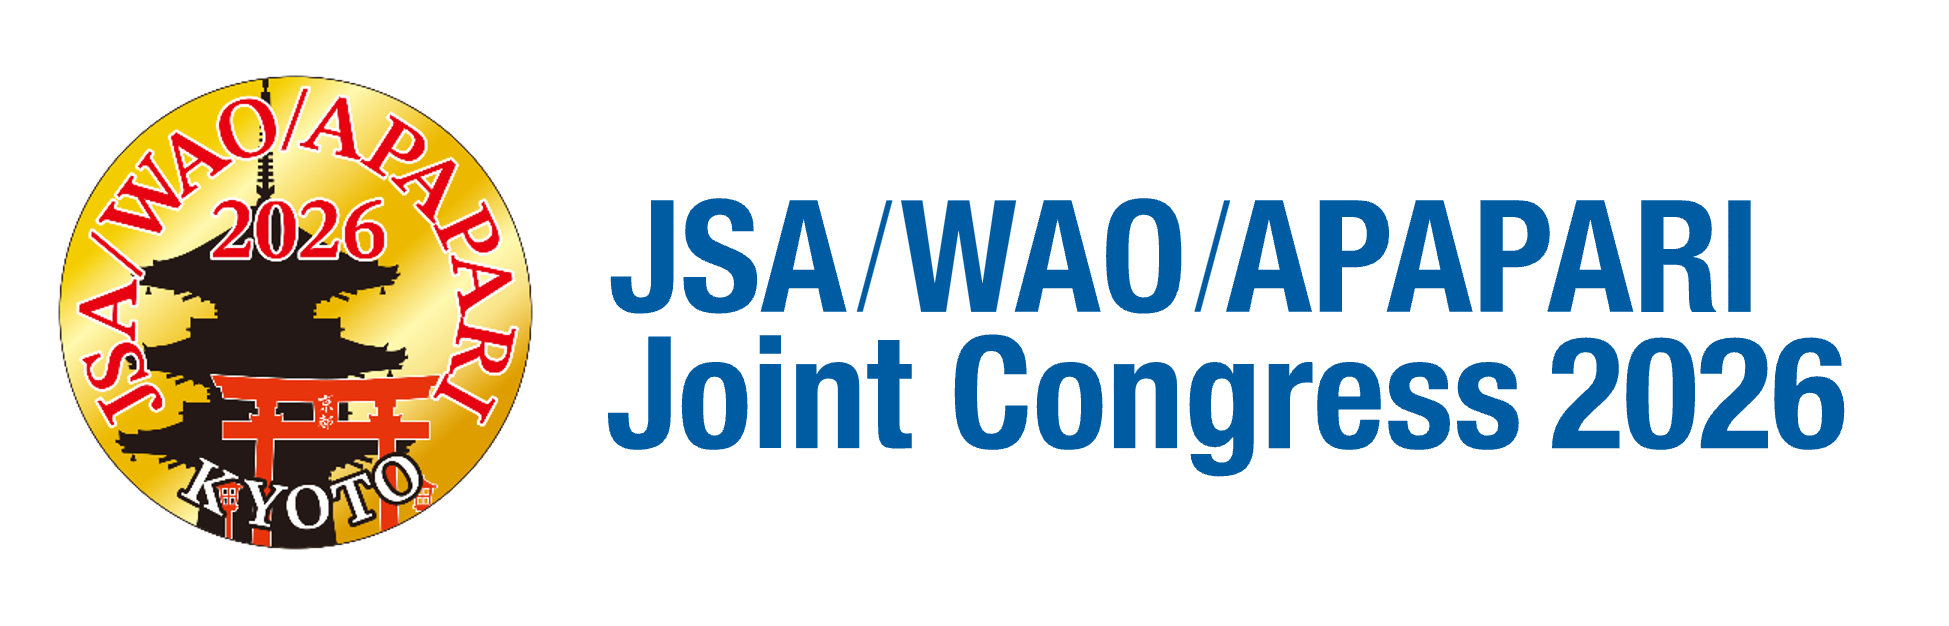 JSA/WAO/APAPARI
2026
京都
KYOTO
JSA/WAO/APAPARI
Joint Congress 2026